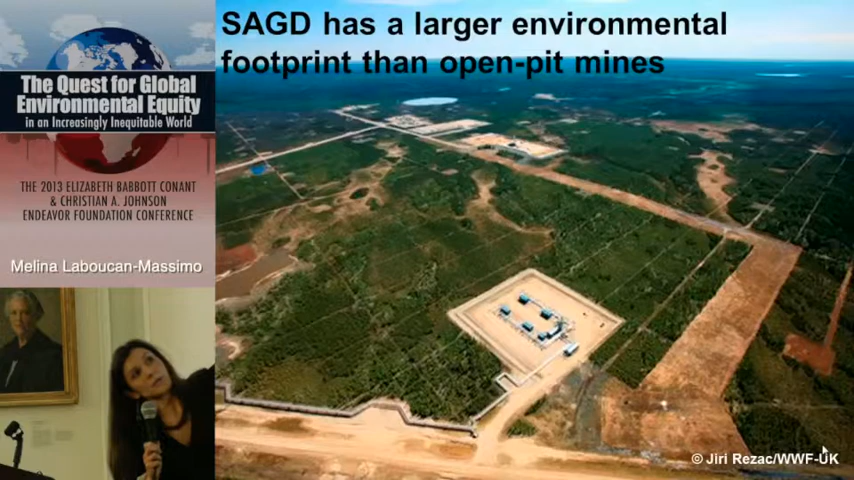 SAGD has a larger environmental
footprint than open-pit mines
The Quest for Global
Environmental Equity
in an Increasingly Inequitable World
THE 2013 ELIZABETH BABBOTT CONANT
& CHRISTIAN A. JOHNSON
ENDEAVOR FOUNDATION CONFERENCE
Melina Laboucan-Massimo
© Jiri Rezac/WWF-UK